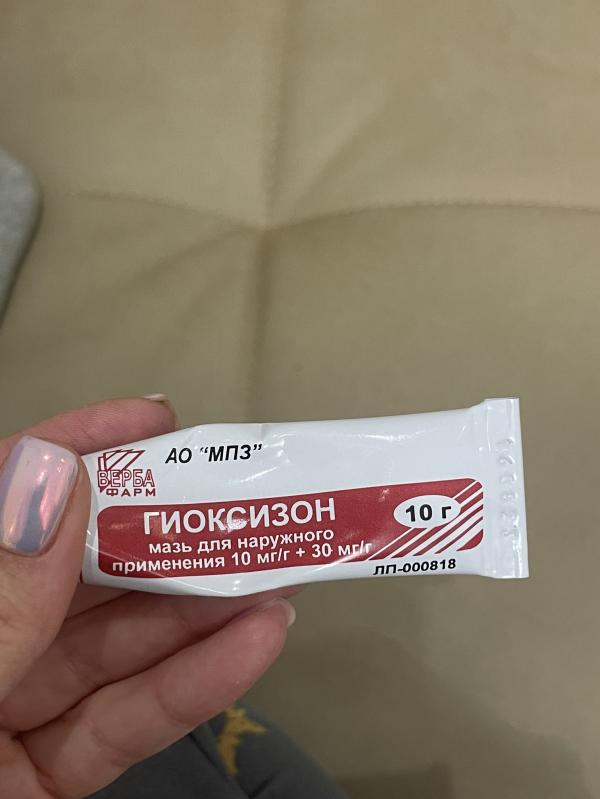 АО "МПЗ"
ВЕРБА
ФАРМ
ГИОКСИЗОН
10 г
мазь для наружного
применения 10 мг/г + 30 мг/г
ЛП-000818